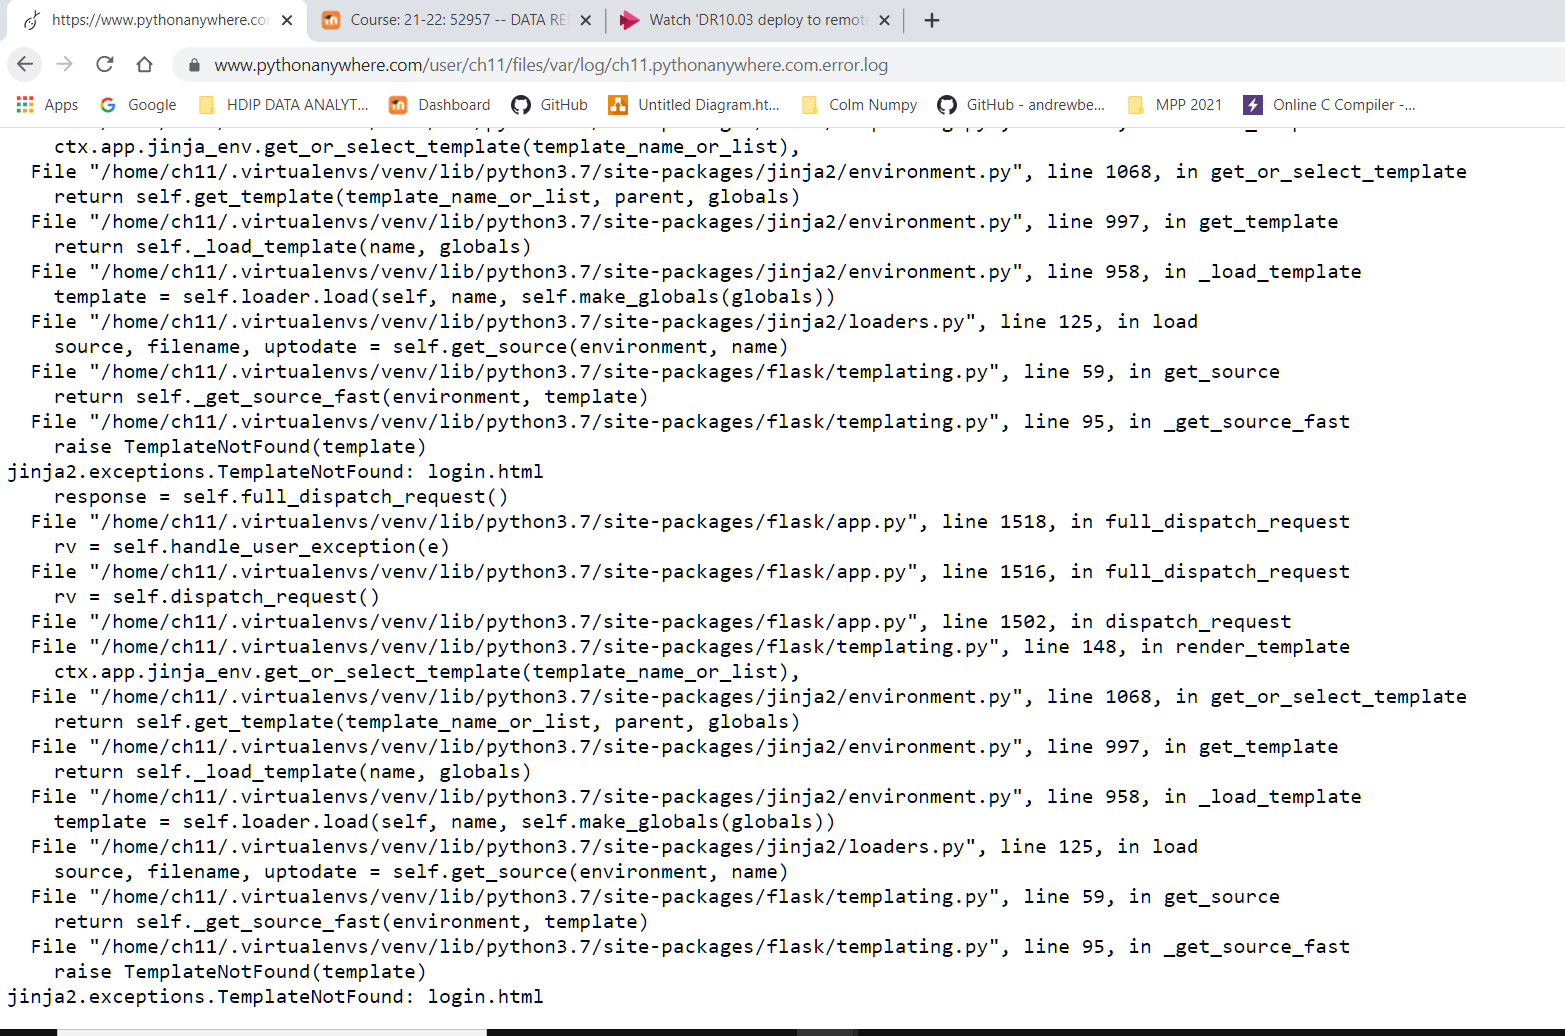 https://www.pythonanywhere.cor
Course: 21-22: 52957 -- DATA RE
Watch 'DR10.03 deploy to remot
www.pythonanywhere.com/user/ch11/files/var/log/ch11.pythonanywhere.com.error.log
Apps Google HDIP DATA ANALYT... Dashboard GitHub Untitled Diagram.ht... Colm Numpy GitHub - andrewbe... MPP 2021 Online C Compiler -...
ctx.app.jinja_env.get_or_select_template(template_name_or_list),
File "/home/ch11/.virtualenvs/venv/lib/python3.7/site-packages/jinja2/environment.py", line 1068, in get_or_select_template
return self.get_template(template_name_or_list, parent, globals)
File "/home/ch11/.virtualenvs/venv/lib/python3.7/site-packages/jinja2/environment.py", line 997, in get_template
return self._load_template(name, globals)
File "/home/ch11/.virtualenvs/venv/lib/python3.7/site-packages/jinja2/environment.py", line 958, in _load_template
template = self.loader.load(self, name, self.make_globals(globals))
File "/home/ch11/.virtualenvs/venv/lib/python3.7/site-packages/jinja2/loaders.py", line 125, in load
source, filename, uptodate = self.get_source(environment, name)
File "/home/ch11/.virtualenvs/venv/lib/python3.7/site-packages/flask/templating.py", line 59, in get_source
return self._get_source_fast(environment, template)
File "/home/ch11/.virtualenvs/venv/lib/python3.7/site-packages/flask/templating.py", line 95, in _get_source_fast
raise TemplateNotFound(template)
jinja2.exceptions.TemplateNotFound: login.html
response = self.full_dispatch_request()
File "/home/ch11/.virtualenvs/venv/lib/python3.7/site-packages/flask/app.py", line 1518, in full_dispatch_request
rv = self.handle_user_exception(e)
File "/home/ch11/.virtualenvs/venv/lib/python3.7/site-packages/flask/app.py", line 1516, in full_dispatch_request
rv = self.dispatch_request()
File "/home/ch11/.virtualenvs/venv/lib/python3.7/site-packages/flask/app.py", line 1502, in dispatch_request
File "/home/ch11/.virtualenvs/venv/lib/python3.7/site-packages/flask/templating.py", line 148, in render_template
ctx.app.jinja_env.get_or_select_template(template_name_or_list),
File "/home/ch11/.virtualenvs/venv/lib/python3.7/site-packages/jinja2/environment.py", line 1068, in get_or_select_template
return self.get_template(template_name_or_list, parent, globals)
File "/home/ch11/.virtualenvs/venv/lib/python3.7/site-packages/jinja2/environment.py", line 997, in get_template
return self._load_template(name, globals)
File "/home/ch11/.virtualenvs/venv/lib/python3.7/site-packages/jinja2/environment.py", line 958, in _load_template
template = self.loader.load(self, name, self.make_globals(globals))
File "/home/ch11/.virtualenvs/venv/lib/python3.7/site-packages/jinja2/loaders.py", line 125, in load
source, filename, uptodate = self.get_source(environment, name)
File "/home/ch11/.virtualenvs/venv/lib/python3.7/site-packages/flask/templating.py", line 59, in get_source
return self._get_source_fast(environment, template)
File "/home/ch11/.virtualenvs/venv/lib/python3.7/site-packages/flask/templating.py", line 95, in _get_source_fast
raise TemplateNotFound(template)
jinja2.exceptions.TemplateNotFound: login.html